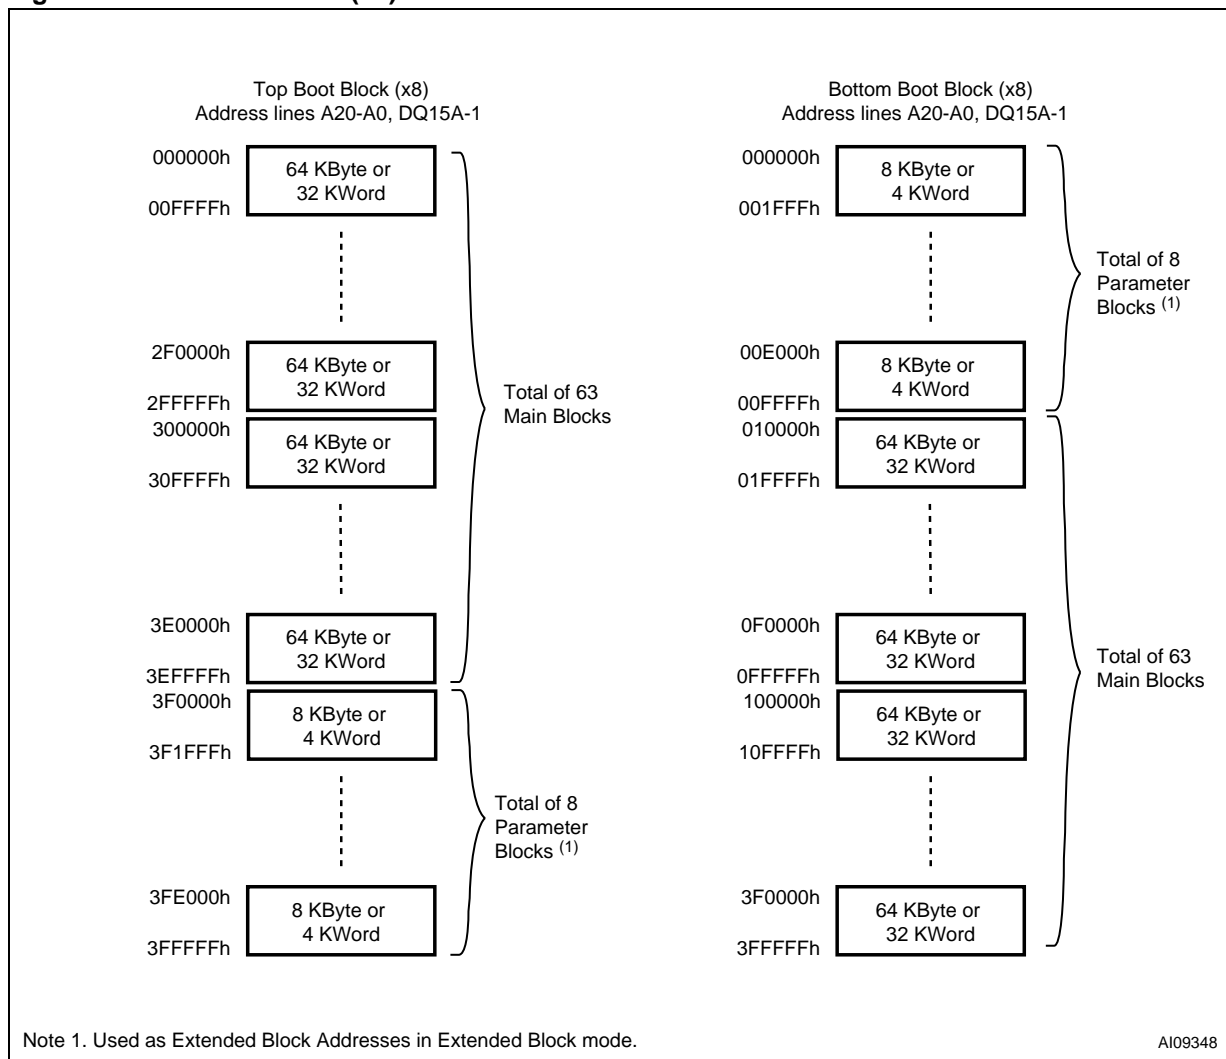 Top Boot Block (x8)
Address lines A20-A0, DQ15A-1
000000h
64 KByte or
32 KWord
00FFFFh
2F0000h
64 KByte or
32 KWord
2FFFFFh
300000h
64 KByte or
32 KWord
30FFFFh
Total of 63
Main Blocks
3E0000h
64 KByte or
32 KWord
3EFFFFh
3F0000h
8 KByte or
4 KWord
3F1FFFh
Total of 8
Parameter
Blocks (1)
3FE000h
8 KByte or
4 KWord
3FFFFFh
Bottom Boot Block (x8)
Address lines A20-A0, DQ15A-1
000000h
8 KByte or
4 KWord
001FFFh
Total of 8
Parameter
Blocks (1)
00E000h
8 KByte or
4 KWord
00FFFFh
010000h
64 KByte or
32 KWord
01FFFFh
0F0000h
64 KByte or
32 KWord
0FFFFFh
100000h
64 KByte or
32 KWord
10FFFFh
Total of 63
Main Blocks
3F0000h
64 KByte or
32 KWord
3FFFFFh
Note 1. Used as Extended Block Addresses in Extended Block mode.
AI09348